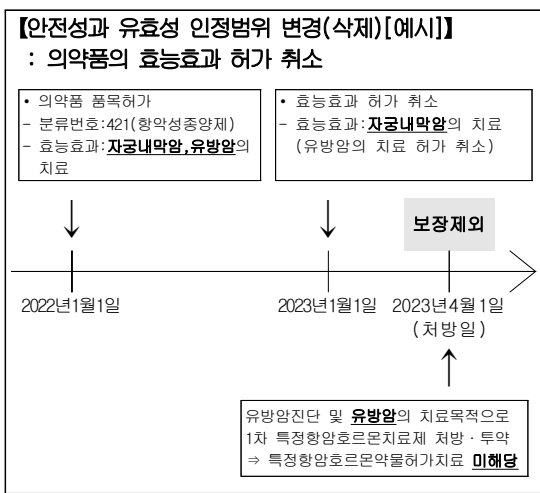 【안전성과 유효성 인정범위 변경(삭제)[예시]】
: 의약품의 효능효과 허가 취소
• 의약품 품목허가
- 분류번호:421(항악성종양제)
- 효능효과:자궁내막암,유방암의
치료
• 효능효과 허가 취소
- 효능효과:자궁내막암의 치료
(유방암의 치료 허가 취소)
보장제외
2022년1월1일
2023년1월1일
2023년4월1일
(처방일)
유방암진단 및 유방암의 치료목적으로
1차 특정항암호르몬치료제 처방·투약
⇒ 특정항암호르몬약물허가치료 미해당